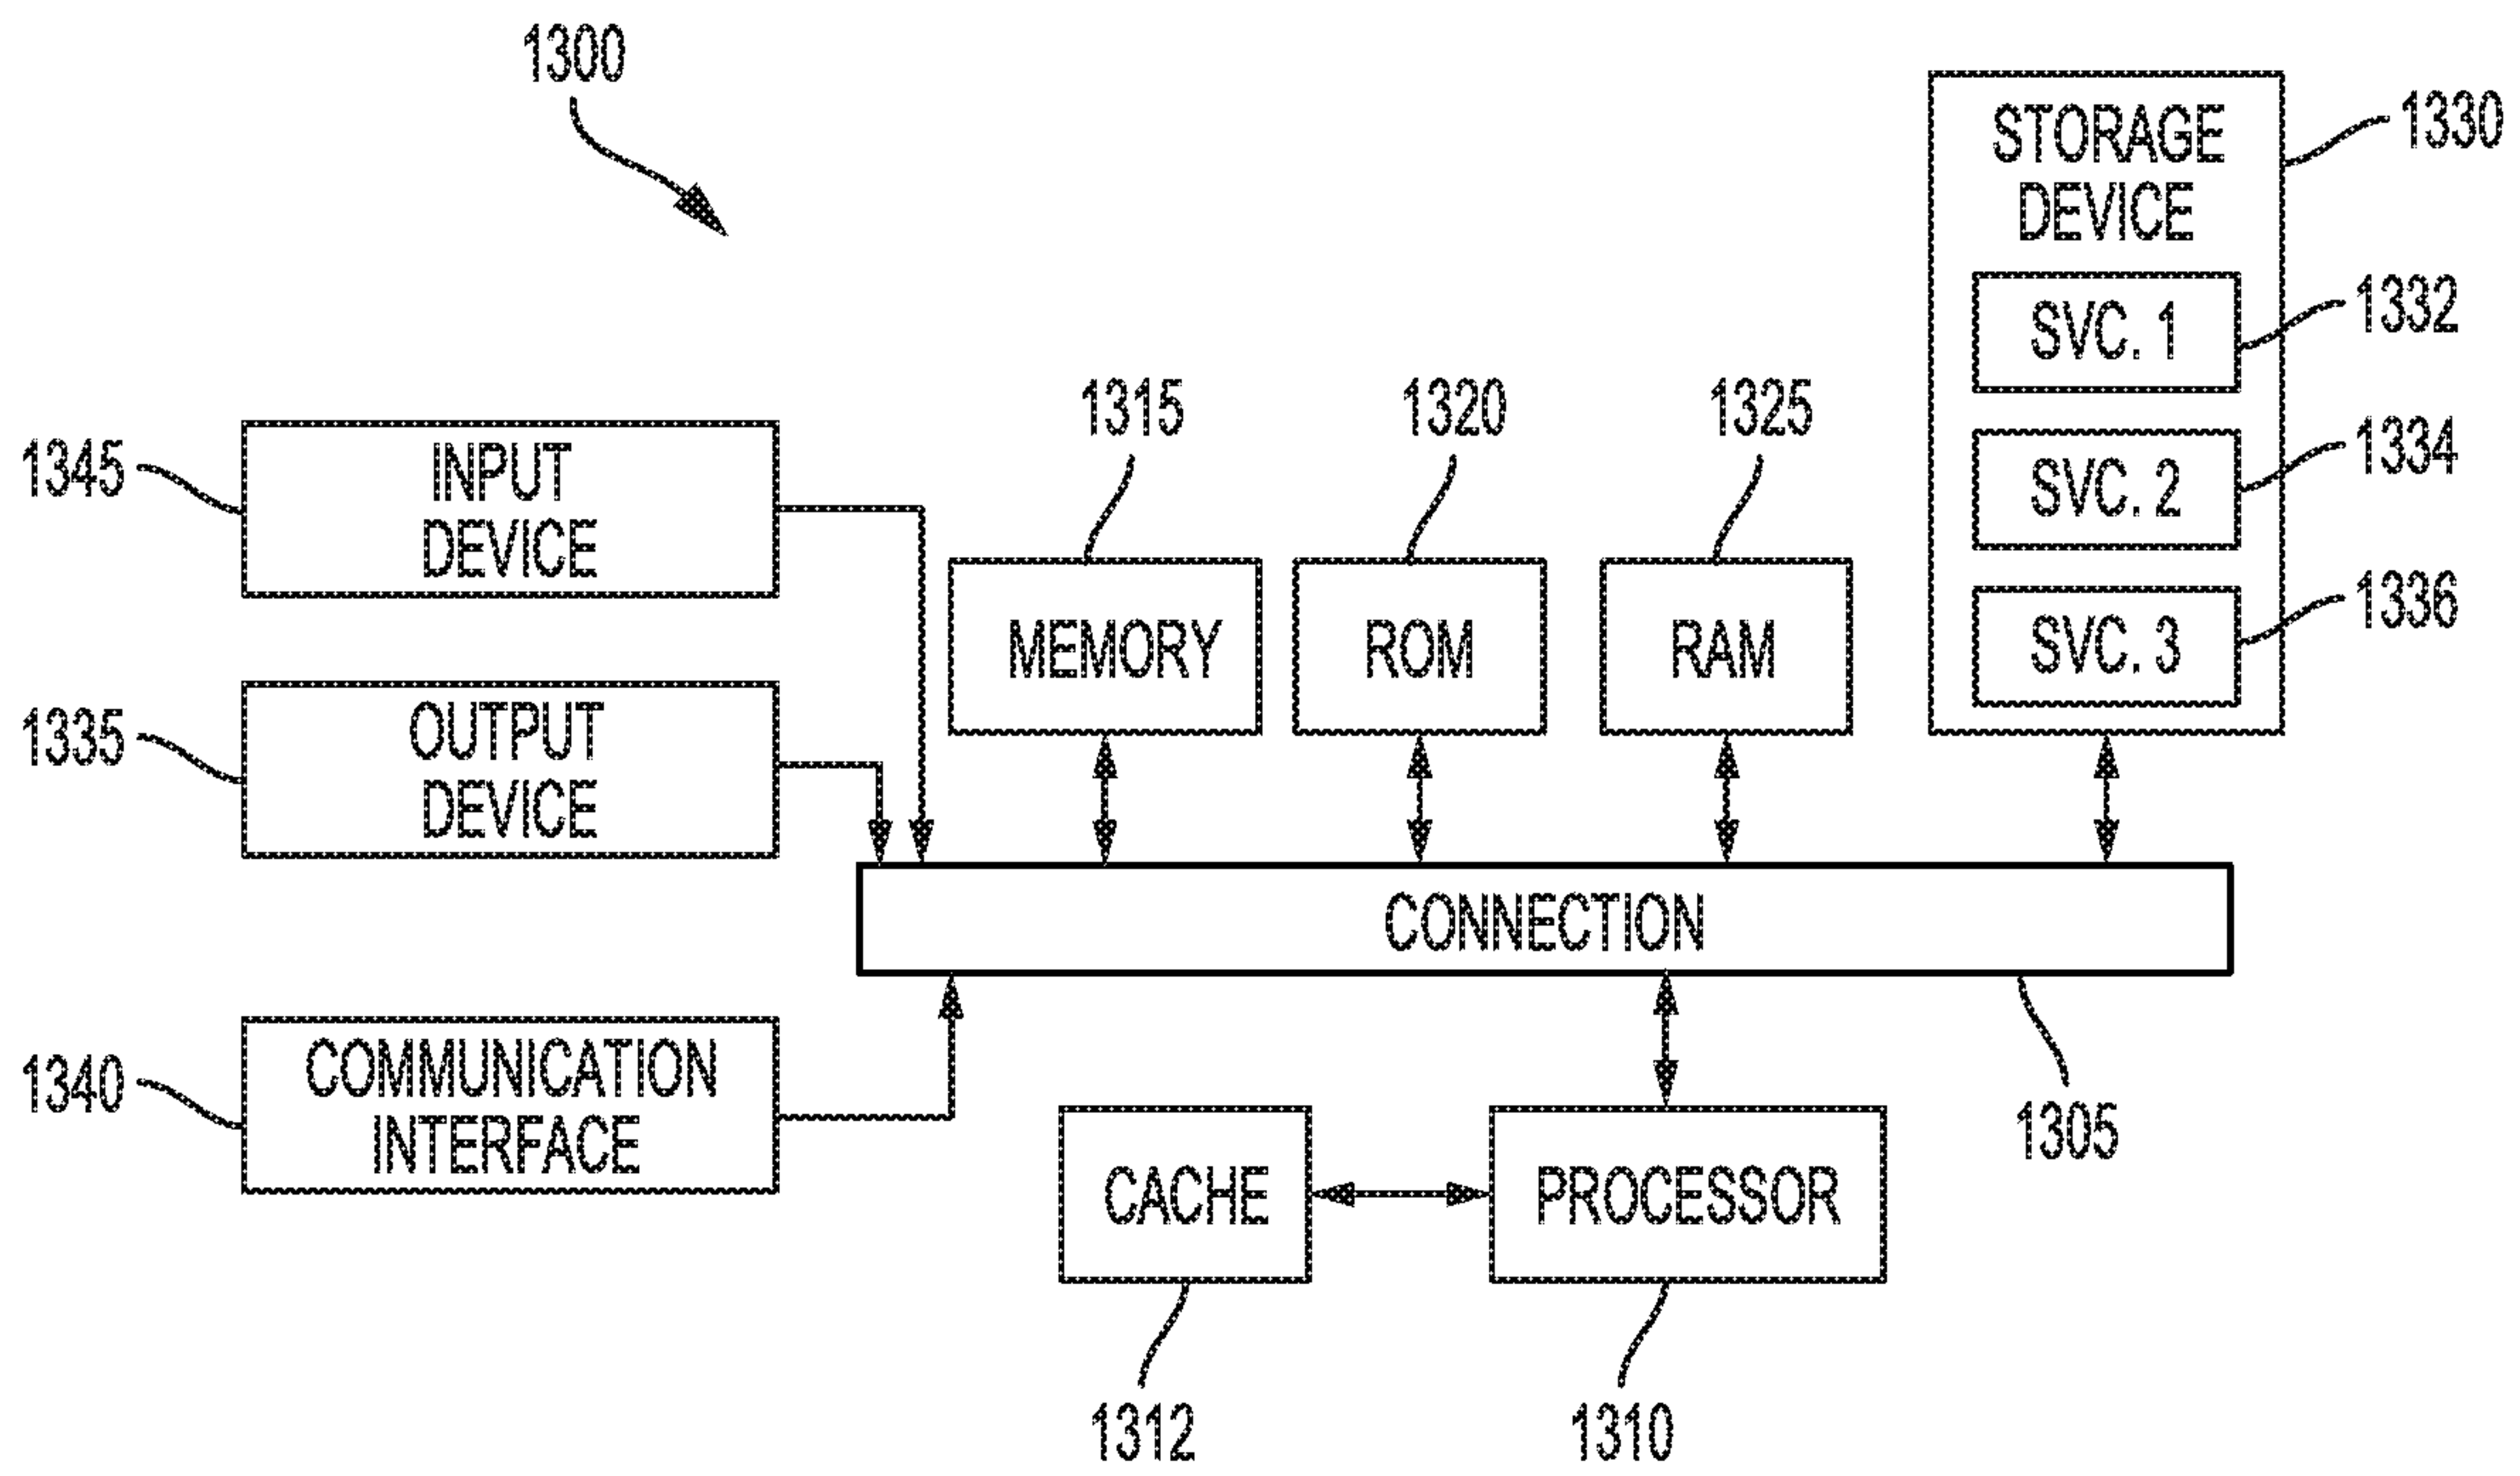 1300
STORAGE
DEVICE
1330
SVC. 1
1332
SVC. 2
1334
SVC. 3
1336
1345
INPUT
DEVICE
1315
1320
1325
MEMORY
ROM
RAM
1335
OUTPUT
DEVICE
CONNECTION
1305
1340
COMMUNICATION
INTERFACE
CACHE
PROCESSOR
1312
1310